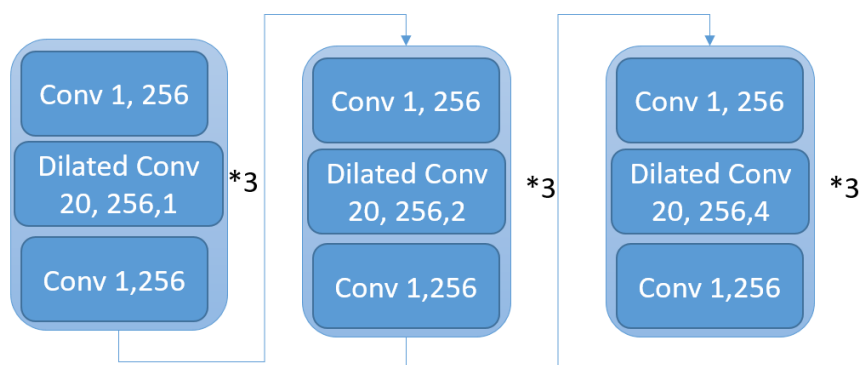 Conv 1, 256
Dilated Conv
20, 256,1
Conv 1,256
*3
Conv 1, 256
Dilated Conv
20, 256,2
Conv 1,256
*3
Conv 1, 256
Dilated Conv
20, 256,4
Conv 1,256
*3